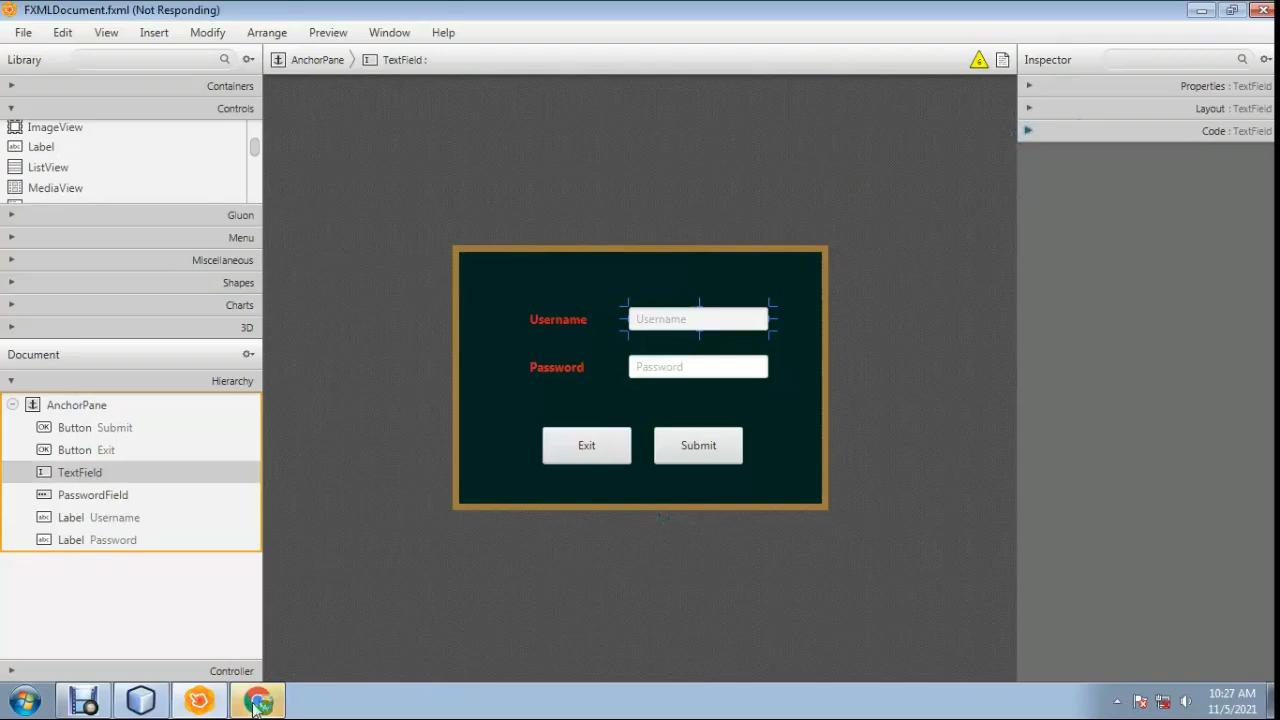 FXMLDocument.fxml (Not Responding)
File Edit View Insert Modify Arrange Preview Window Help
Library
AnchorPane
TextField :
6
Inspector
Containers
Controls
ImageView
Label
ListView
MediaView
Gluon
Menu
Miscellaneous
Shapes
Charts
3D
Document
Hierarchy
AnchorPane
Button Submit
Button Exit
TextField
PasswordField
Label Username
Label Password
Controller
Username
Username
Password
Password
Exit
Submit
Properties : TextField
Layout : TextField
Code : TextField
10:27 AM
11/5/2021